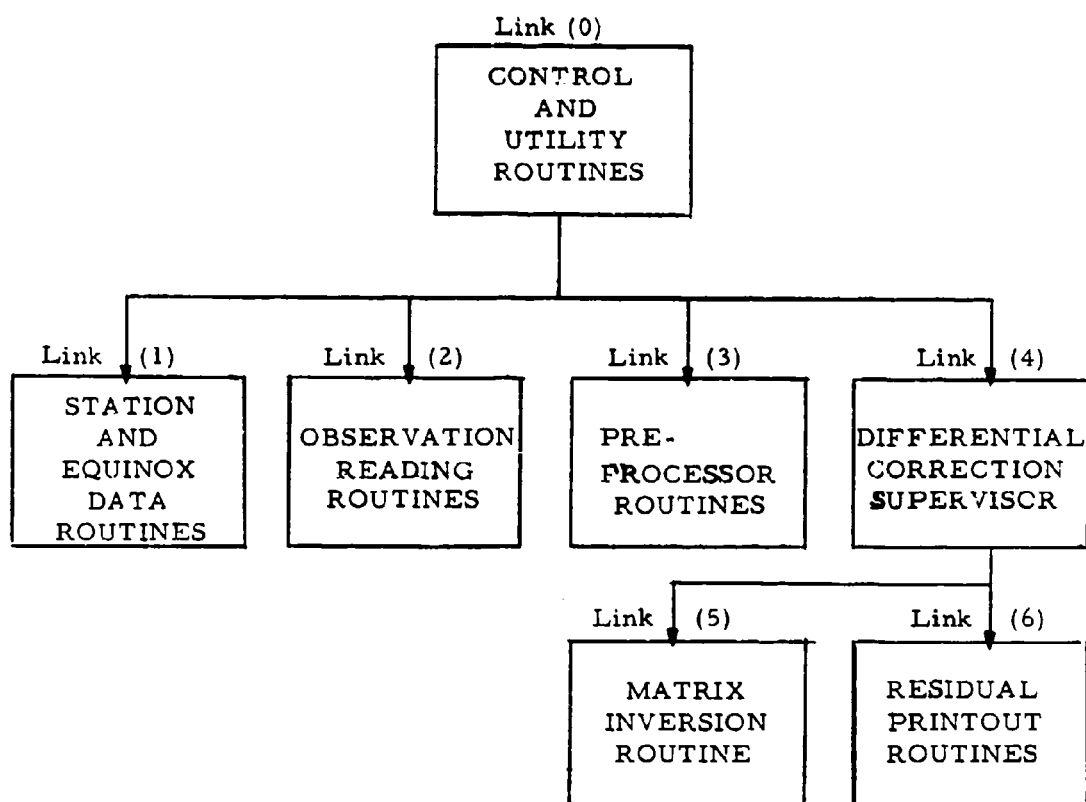 Link (0)
CONTROL
AND
UTILITY
ROUTINES
Link (1)
STATION
AND
EQUINOX
DATA
ROUTINES
Link (2)
OBSERVATION
READING
ROUTINES
Link (3)
PRE-
PROCESSOR
ROUTINES
Link (4)
DIFFERENTIAL
CORRECTION
SUPERVISOR
Link (5)
MATRIX
INVERSION
ROUTINE
Link (6)
RESIDUAL
PRINTOUT
ROUTINES